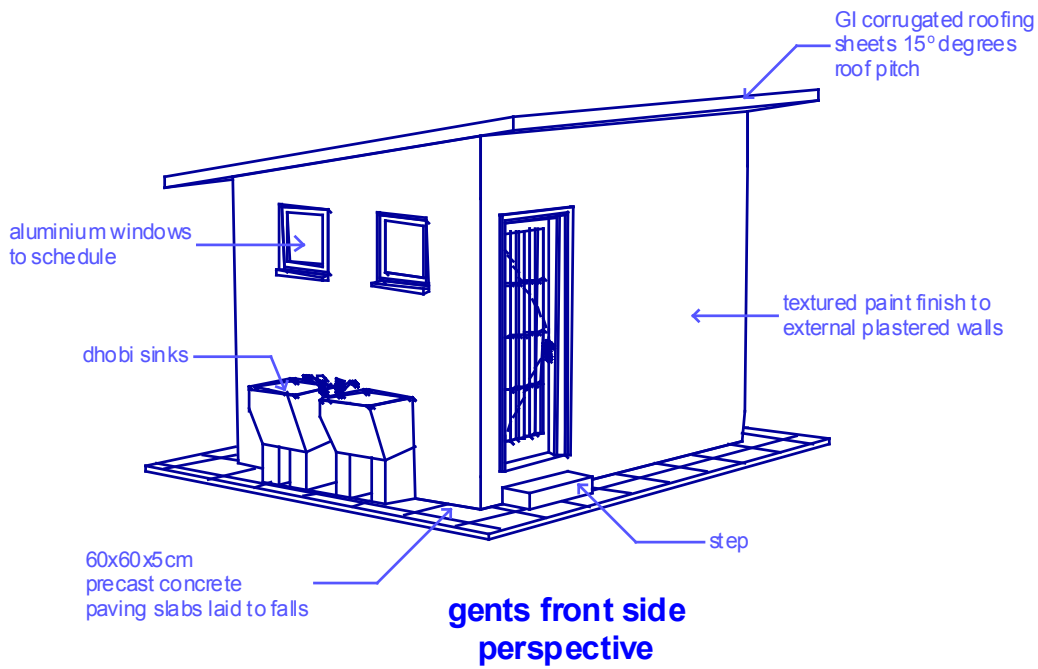 GI corrugated roofing
sheets 15º degrees
roof pitch
aluminium windows
to schedule
textured paint finish to
external plastered walls
dhobi sinks
step
60x60x5cm
precast concrete
paving slabs laid to falls
gents front side
perspective